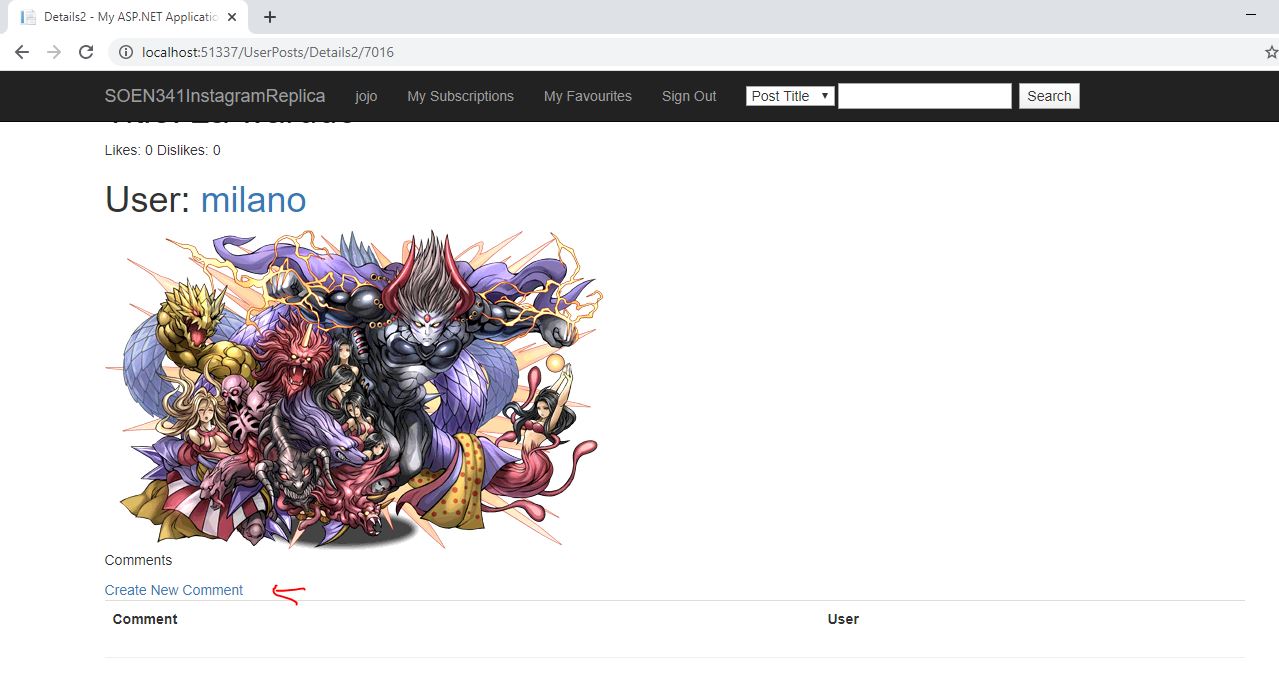 Details2 - My ASP.NET Applicatio
localhost:51337/UserPosts/Details2/7016
SOEN341InstagramReplica jojo My Subscriptions My Favourites Sign Out Post Title Search
Likes: 0 Dislikes: 0
User: milano
Comments
Create New Comment
Comment User